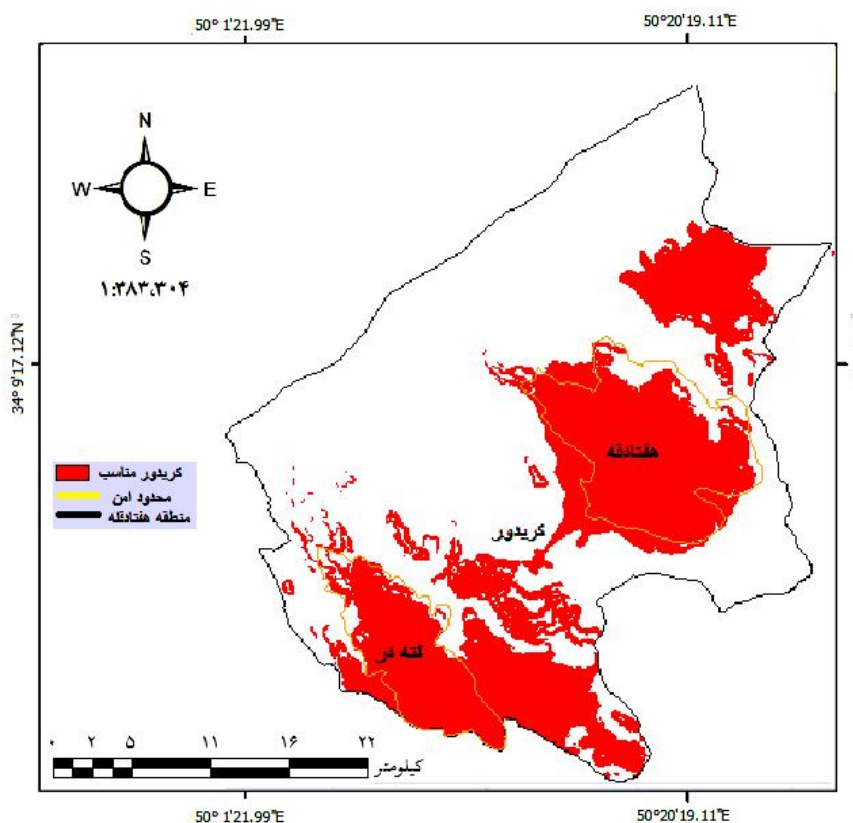 50° 1'21.99"E
50° 20'19.11"E
N
W E
S
۱:۳۸۳،۳۰۴
34° 9'17.12"N
هفتادقله
کریدور مناسب
محدود امن
منطقه هفتادقله
کریدور
لته در
۰ ۲ ۵ ۱۱ ۱۶ ۲۲
کیلومتر
50° 1'21.99"E
50° 20'19.11"E